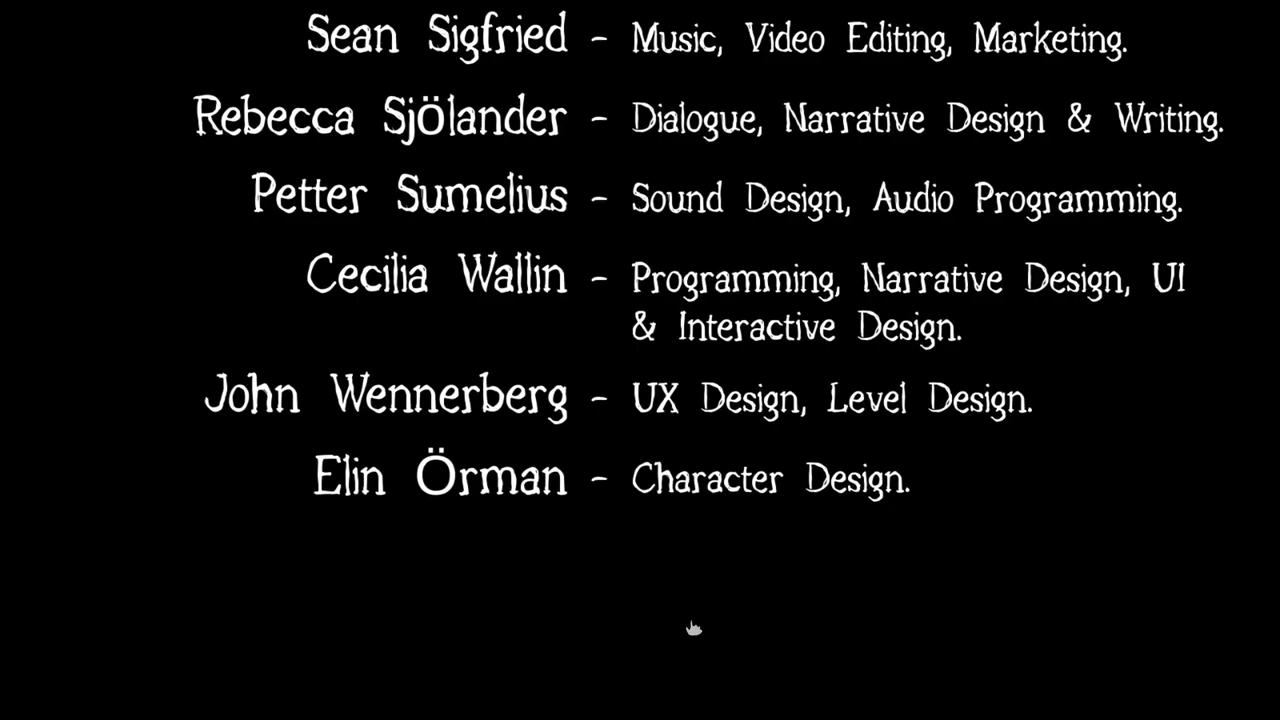 Sean Sigfried - Music, Video Editing, Marketing.
Rebecca Sjölander - Dialogue, Narrative Design & Writing.
Petter Sumelius - Sound Design, Audio Programming.
Cecilia Wallin - Programming, Narrative Design, UI
& Interactive Design.
John Wennerberg - UX Design, Level Design.
Elin Örman - Character Design.